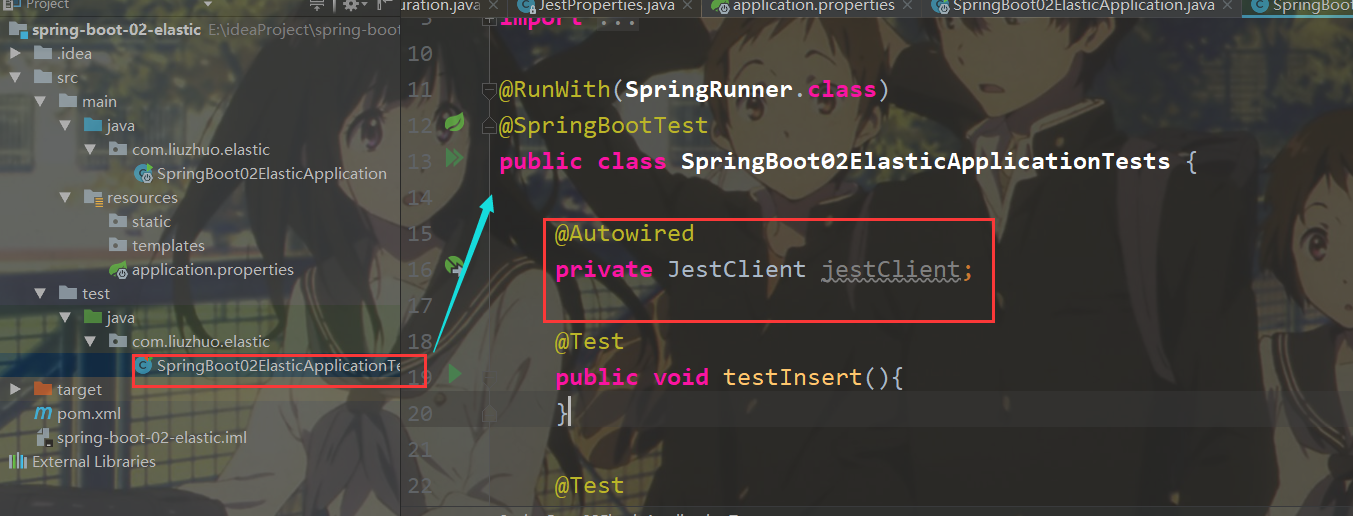 Project
uration.java
JestProperties.java
application.properties
SpringBoot02ElasticApplication.java
SpringBoot
spring-boot-02-elastic E:\ideaProject\spring-boot
.idea
src
main
java
com.liuzhuo.elastic
SpringBoot02ElasticApplication
resources
static
templates
application.properties
test
java
com.liuzhuo.elastic
SpringBoot02ElasticApplicationTe
target
pom.xml
spring-boot-02-elastic.iml
External Libraries
import ...
10
11 @RunWith(SpringRunner.class)
12 @SpringBootTest
13 public class SpringBoot02ElasticApplicationTests {
14
15 @Autowired
16 private JestClient jestClient;
17
18 @Test
19 public void testInsert(){
20 }
21
22 @Test